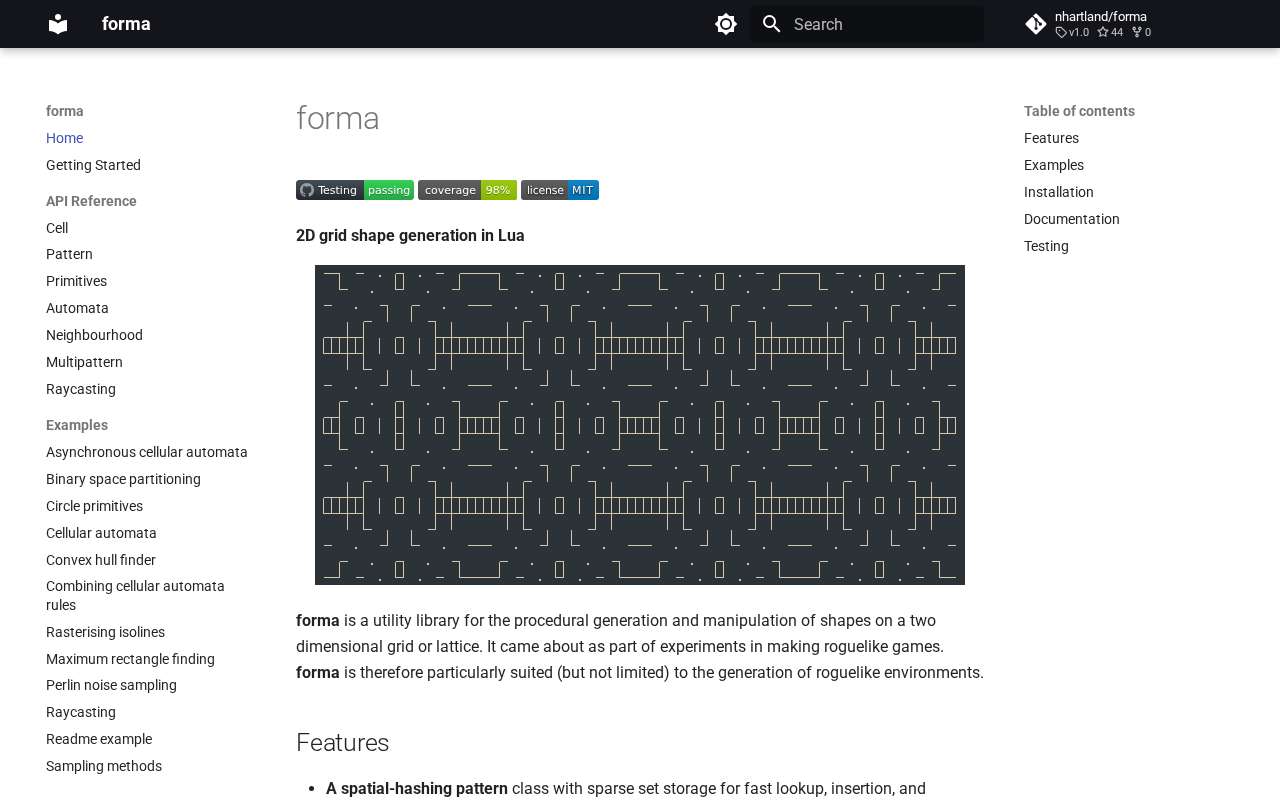 forma
Search
nhartland/forma
v1.0 44 0
forma
Home
Getting Started
API Reference
Cell
Pattern
Primitives
Automata
Neighbourhood
Multipattern
Raycasting
Examples
Asynchronous cellular automata
Binary space partitioning
Circle primitives
Cellular automata
Convex hull finder
Combining cellular automata
rules
Rasterising isolines
Maximum rectangle finding
Perlin noise sampling
Raycasting
Readme example
Sampling methods
forma
Testing passing coverage 98% license MIT
2D grid shape generation in Lua
forma is a utility library for the procedural generation and manipulation of shapes on a two
dimensional grid or lattice. It came about as part of experiments in making roguelike games.
forma is therefore particularly suited (but not limited) to the generation of roguelike environments.
Features
• A spatial-hashing pattern class with sparse set storage for fast lookup, insertion, and
Table of contents
Features
Examples
Installation
Documentation
Testing